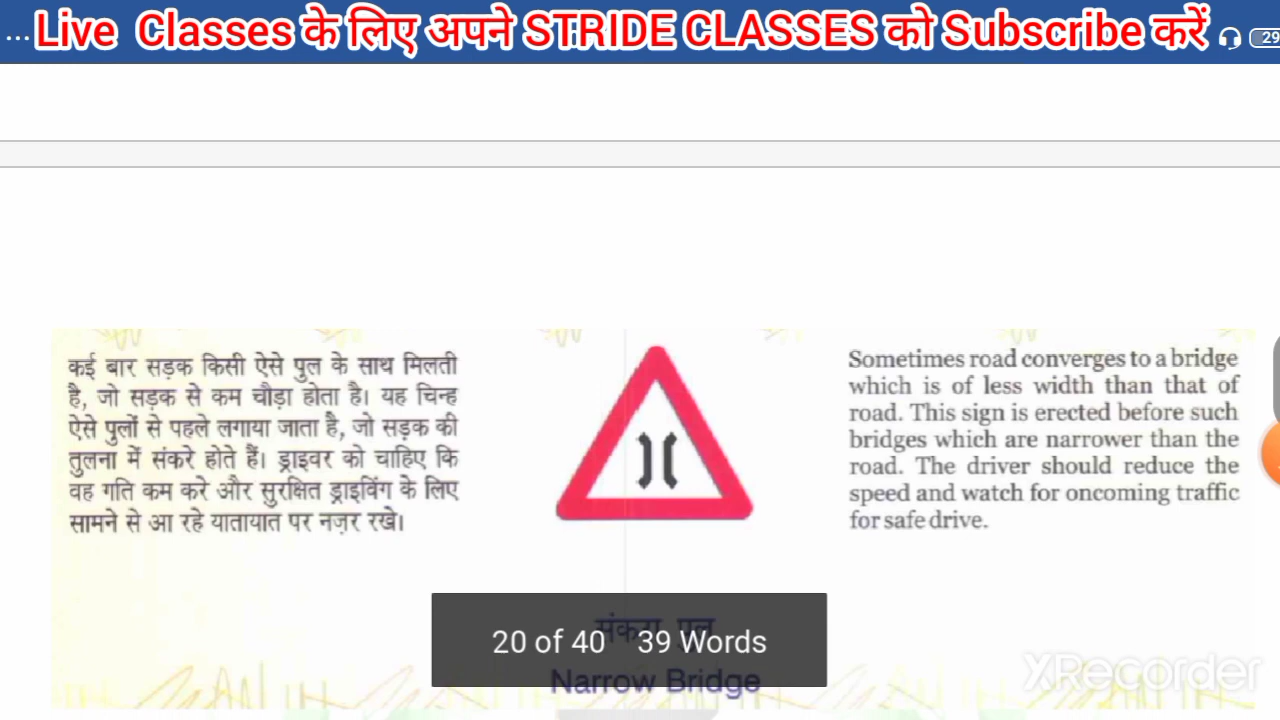 ... Live Classes के लिए अपने STRIDE CLASSES को Subscribe करें 29
कई बार सड़क किसी ऐसे पुल के साथ मिलती
है, जो सड़क से कम चौड़ा होता है। यह चिन्ह
ऐसे पुलों से पहले लगाया जाता है, जो सड़क की
तुलना में संकरे होते हैं। ड्राइवर को चाहिए कि
वह गति कम करे और सुरक्षित ड्राइविंग के लिए
सामने से आ रहे यातायात पर नज़र रखे।
Sometimes road converges to a bridge
which is of less width than that of
road. This sign is erected before such
bridges which are narrower than the
road. The driver should reduce the
speed and watch for oncoming traffic
for safe drive.
20 of 40 39 Words
पुल
Narrow Bridge
XRecorder